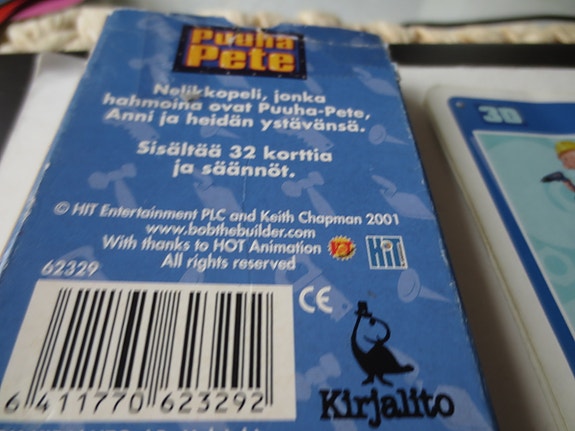 Puuha
Pete
Nelikkopeli, jonka
hahmoina ovat Puuha-Pete,
Anni ja heidän ystävänsä.
Sisältää 32 korttia
ja säännöt.
© HIT Entertainment PLC and Keith Chapman 2001
www.bobthebuilder.com
With thanks to HOT Animation
HiT
All rights reserved
62329
CE
6 411770 623292
Kirjalito
3D